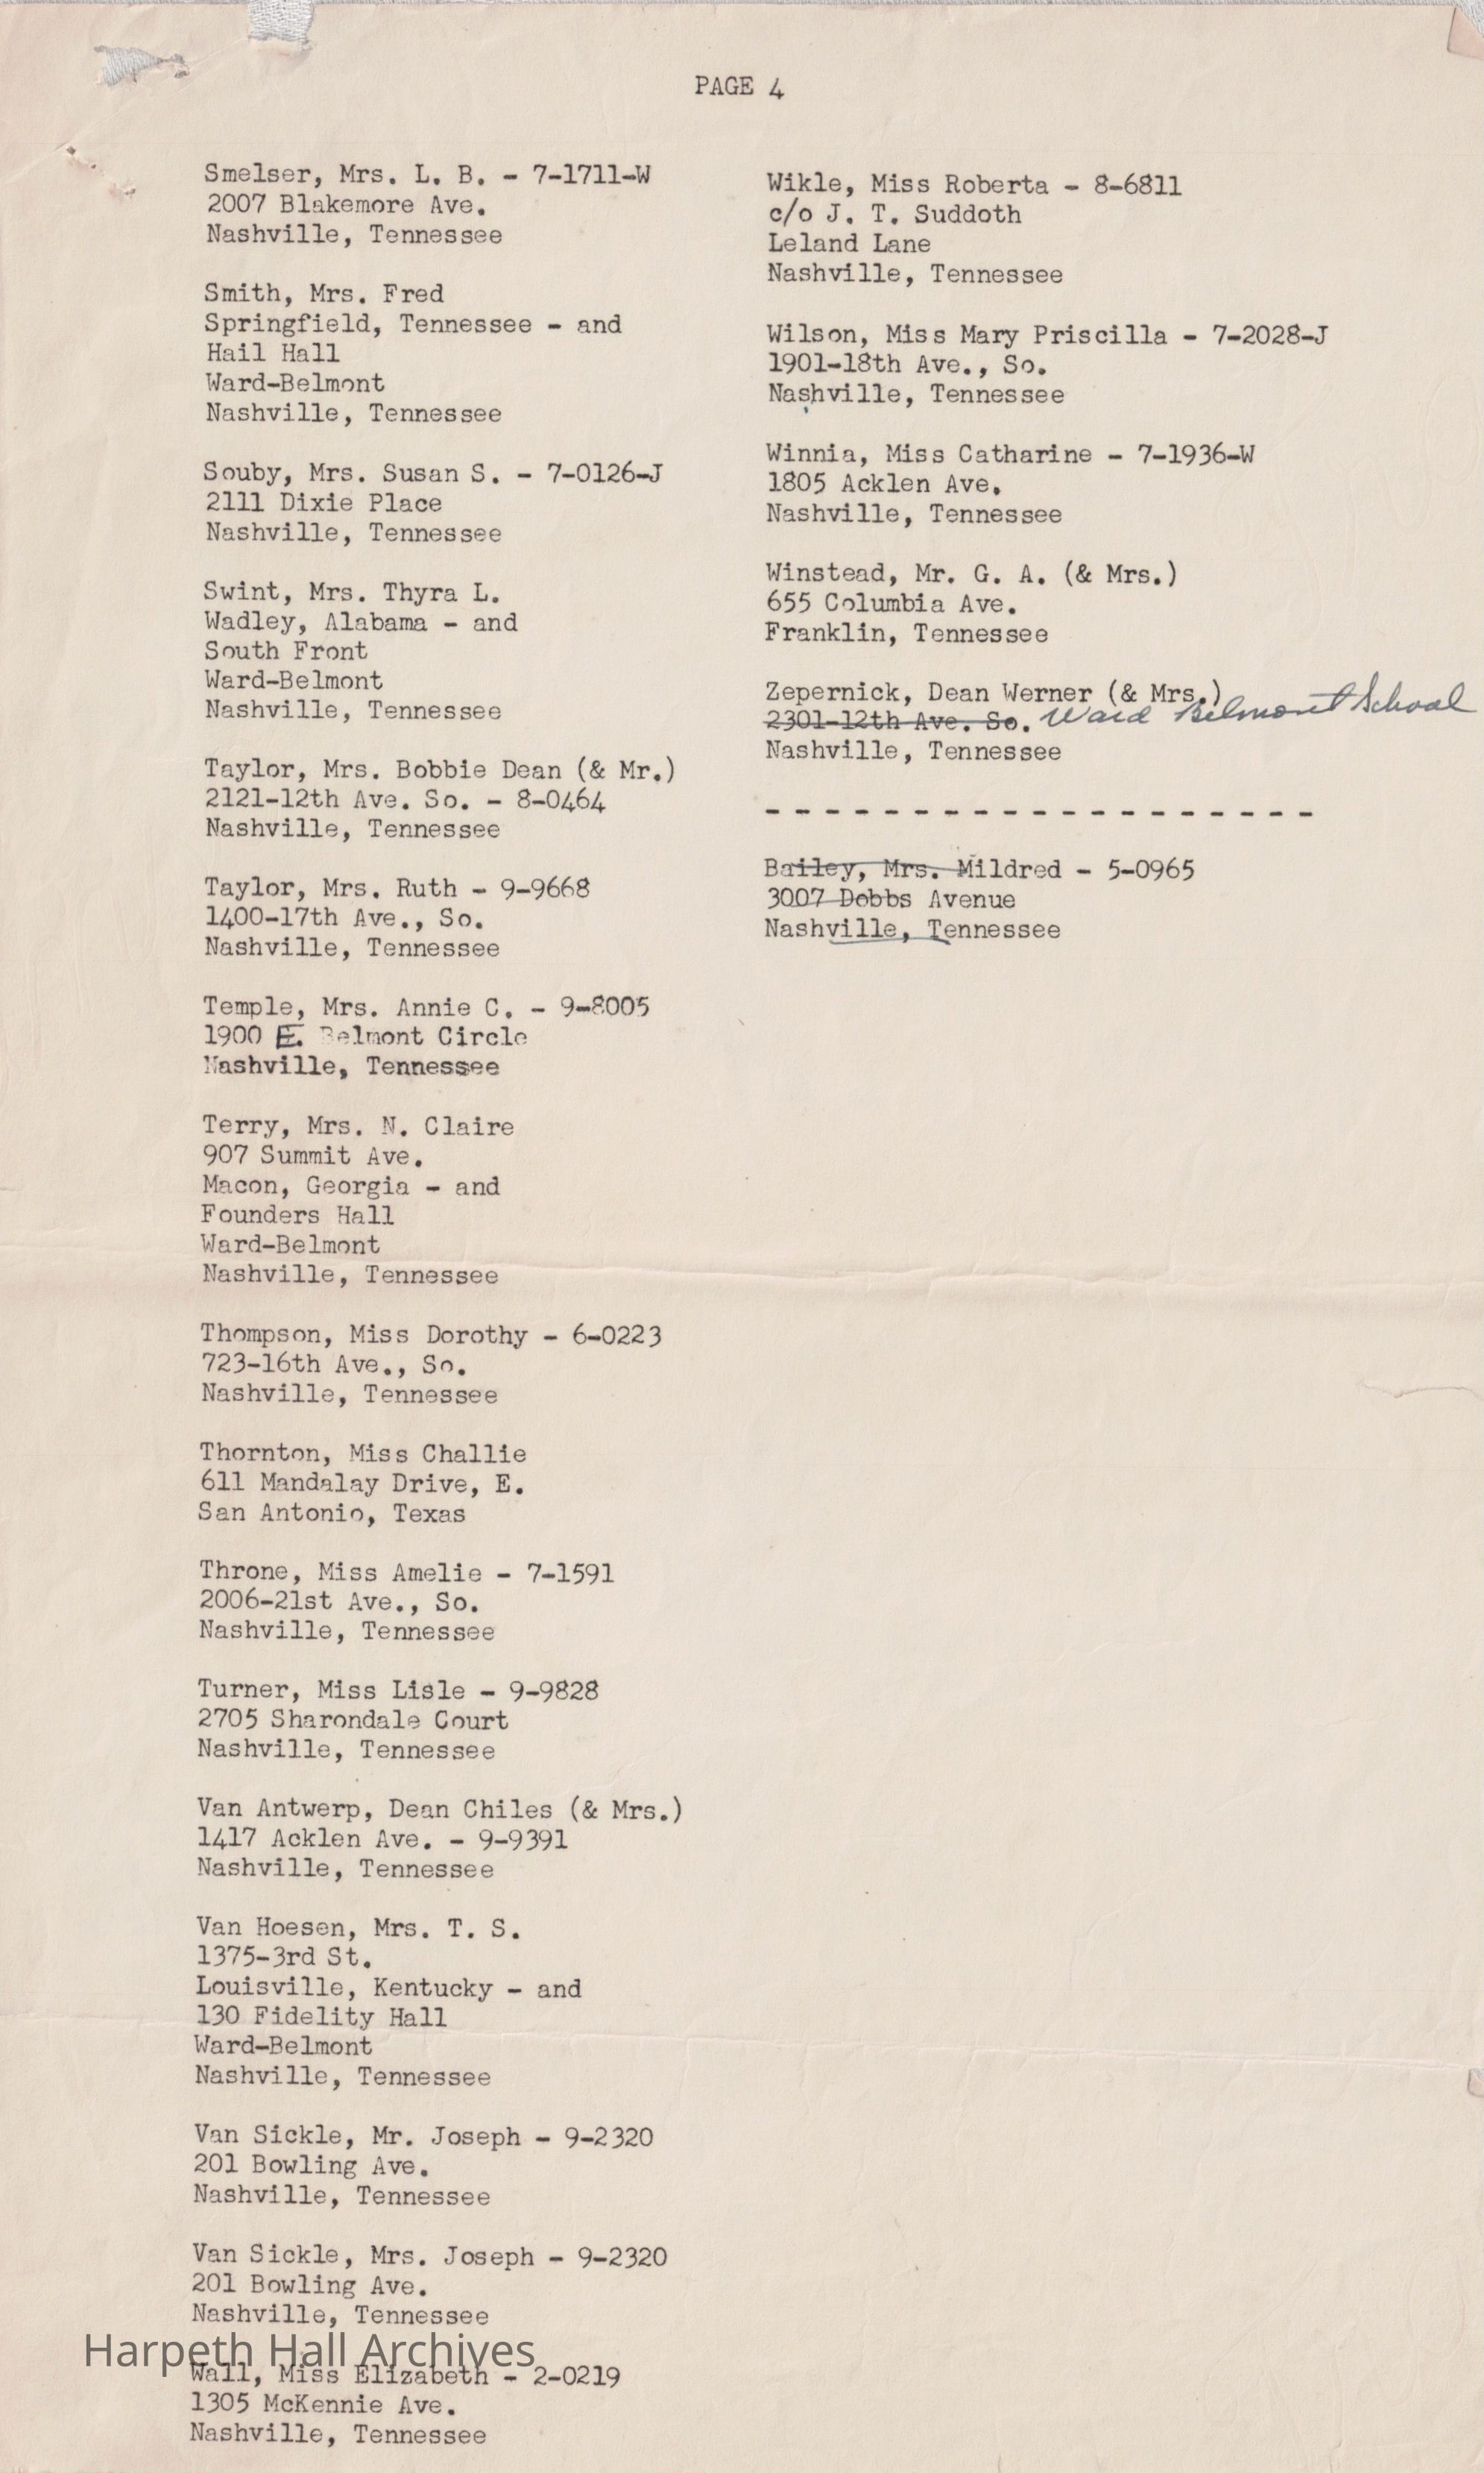 PAGE 4
Smelser, Mrs. L. B. - 7-1711-W
2007 Blakemore Ave.
Nashville, Tennessee
Smith, Mrs. Fred
Springfield, Tennessee - and
Hail Hall
Ward-Belmont
Nashville, Tennessee
Souby, Mrs. Susan S. - 7-0126-J
2111 Dixie Place
Nashville, Tennessee
Swint, Mrs. Thyra L.
Wadley, Alabama - and
South Front
Ward-Belmont
Nashville, Tennessee
Taylor, Mrs. Bobbie Dean (& Mr.)
2121-12th Ave. So. - 8-0464
Nashville, Tennessee
Taylor, Mrs. Ruth - 9-9668
1400-17th Ave., So.
Nashville, Tennessee
Temple, Mrs. Annie C. - 9-8005
1900 E. Belmont Circle
Nashville, Tennessee
Terry, Mrs. N. Claire
907 Summit Ave.
Macon, Georgia - and
Founders Hall
Ward-Belmont
Nashville, Tennessee
Thompson, Miss Dorothy - 6-0223
723-16th Ave., So.
Nashville, Tennessee
Thornton, Miss Challie
611 Mandalay Drive, E.
San Antonio, Texas
Throne, Miss Amelie - 7-1591
2006-21st Ave., So.
Nashville, Tennessee
Turner, Miss Lisle - 9-9828
2705 Sharondale Court
Nashville, Tennessee
Van Antwerp, Dean Chiles (& Mrs.)
1417 Acklen Ave. - 9-9391
Nashville, Tennessee
Van Hoesen, Mrs. T. S.
1375-3rd St.
Louisville, Kentucky - and
130 Fidelity Hall
Ward-Belmont
Nashville, Tennessee
Van Sickle, Mr. Joseph - 9-2320
201 Bowling Ave.
Nashville, Tennessee
Van Sickle, Mrs. Joseph - 9-2320
201 Bowling Ave.
Nashville, Tennessee
Harpeth Hall Archives
Wall, Miss Elizabeth - 2-0219
1305 McKennie Ave.
Nashville, Tennessee
Wikle, Miss Roberta - 8-6811
c/o J. T. Suddoth
Leland Lane
Nashville, Tennessee
Wilson, Miss Mary Priscilla - 7-2028-J
1901-18th Ave., So.
Nashville, Tennessee
Winnia, Miss Catharine - 7-1936-W
1805 Acklen Ave.
Nashville, Tennessee
Winstead, Mr. G. A. (& Mrs.)
655 Columbia Ave.
Franklin, Tennessee
Zepernick, Dean Werner (& Mrs.)
2301-12th Ave. So. Ward Belmont School
Nashville, Tennessee
- - - - - - - - - - - - - - - - - - -
Bailey, Mrs. Mildred - 5-0965
3007 Dobbs Avenue
Nashville, Tennessee